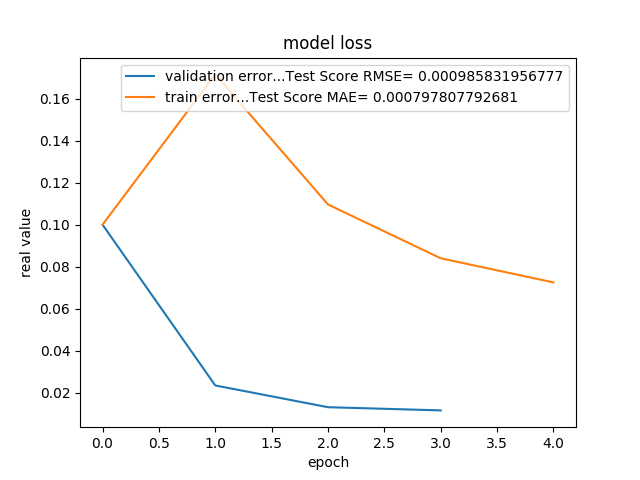 model loss
validation error...Test Score RMSE= 0.000985831956777
train error...Test Score MAE= 0.000797807792681
real value
0.16
0.14
0.12
0.10
0.08
0.06
0.04
0.02
0.0 0.5 1.0 1.5 2.0 2.5 3.0 3.5 4.0
epoch